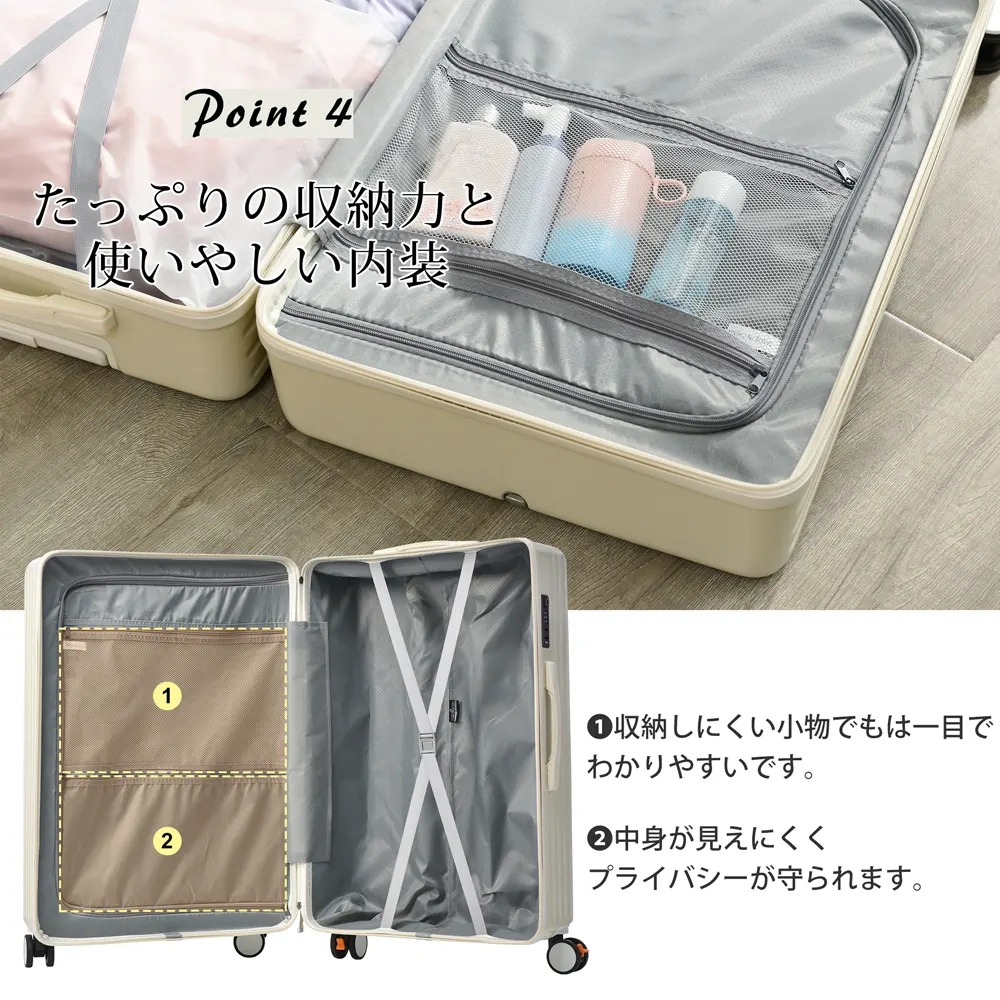 Point 4
たっぷりの収納力と
使いやしい内装
1
2
❶収納しにくい小物でもは一目で
わかりやすいです。
❷中身が見えにくく
プライバシーが守られます。